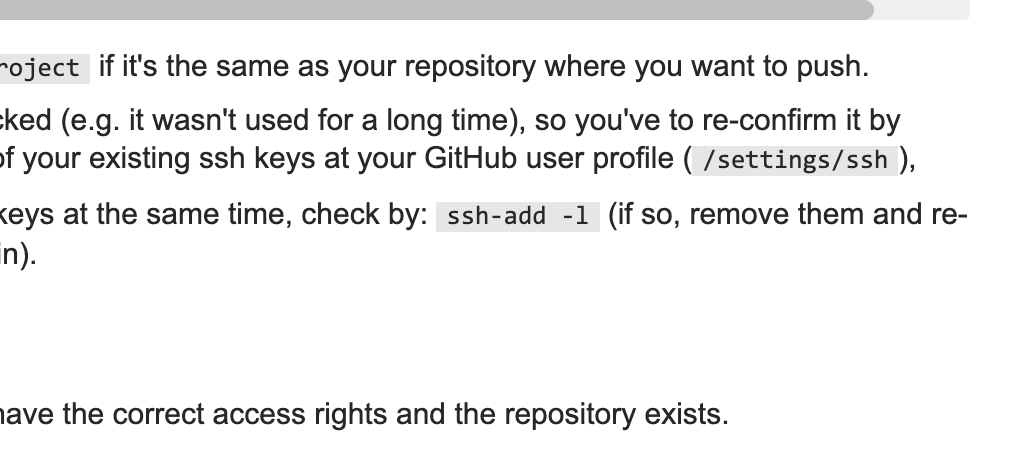 if it's the same as your repository where you want to push.
(e.g. it wasn't used for a long time), so you've to re-confirm it by
of your existing ssh keys at your GitHub user profile ( /settings/ssh ),
keys at the same time, check by: ssh-add -l (if so, remove them and re-
in).
have the correct access rights and the repository exists.